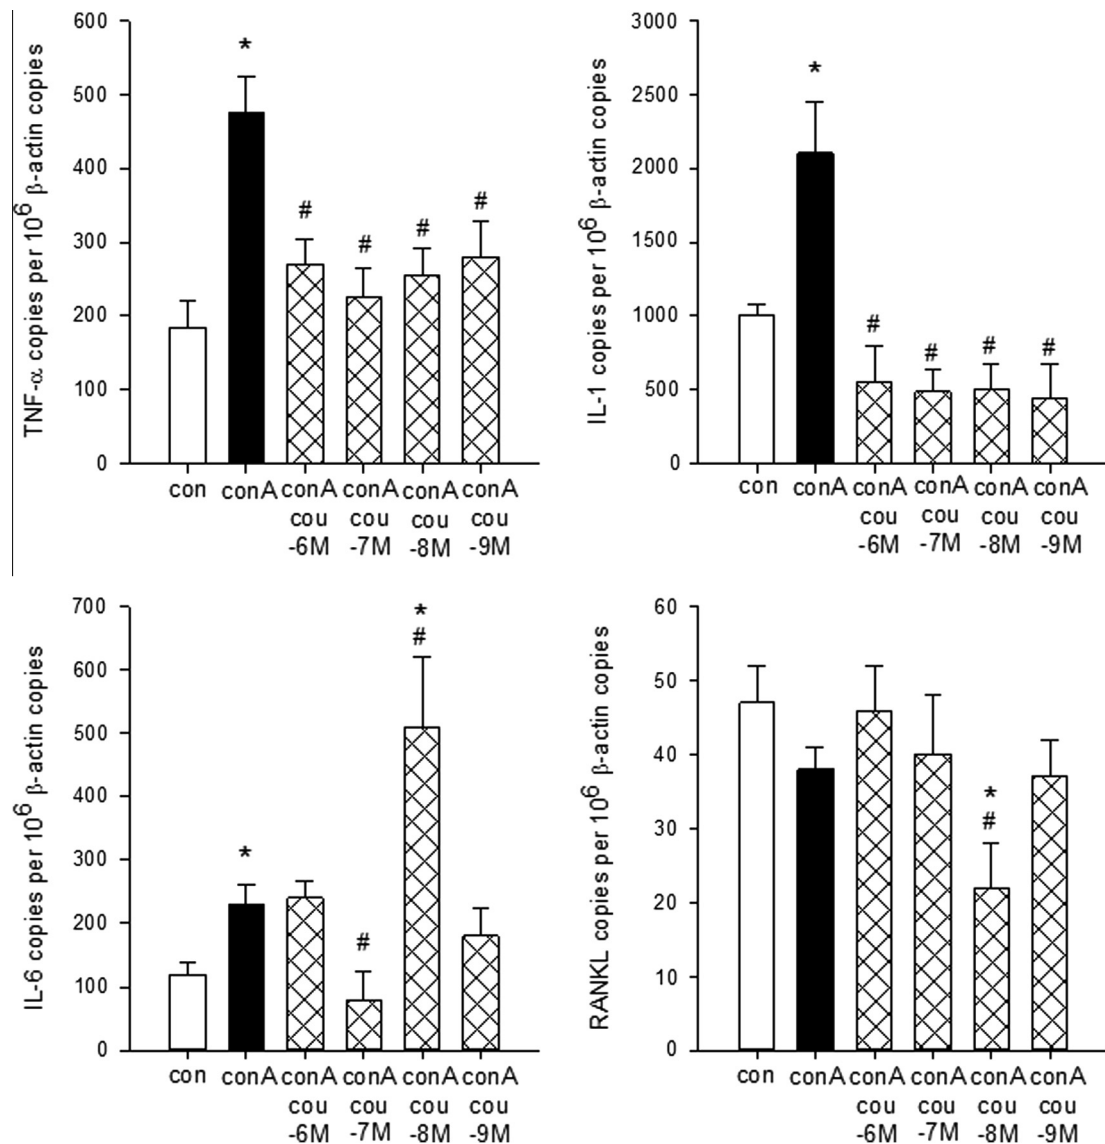 TNF-α copies per 10⁶ β-actin copies
600
500
400
300
200
100
0
*
#
#
#
#
con conA conA conA conA conA
cou cou cou cou
-6M -7M -8M -9M
IL-1 copies per 10⁶ β-actin copies
3000
2500
2000
1500
1000
500
0
*
#
#
#
#
con conA conA conA conA conA
cou cou cou cou
-6M -7M -8M -9M
IL-6 copies per 10⁶ β-actin copies
700
600
500
400
300
200
100
0
*
#
*
#
con conA conA conA conA conA
cou cou cou cou
-6M -7M -8M -9M
RANKL copies per 10⁶ β-actin copies
60
50
40
30
20
10
0
*
#
con conA conA conA conA conA
cou cou cou cou
-6M -7M -8M -9M